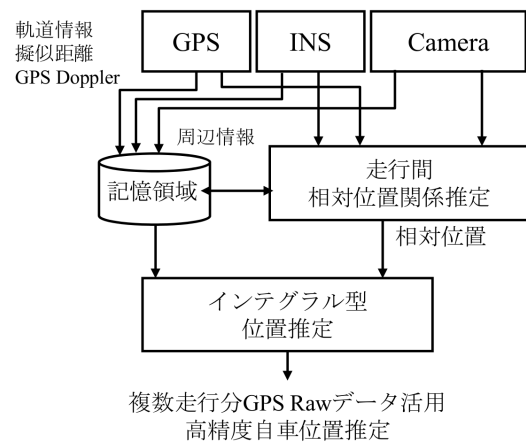 軌道情報
擬似距離
GPS Doppler
GPS
INS
Camera
周辺情報
記憶領域
走行間
相対位置関係推定
相対位置
インテグラル型
位置推定
複数走行分GPS Rawデータ活用
高精度自車位置推定